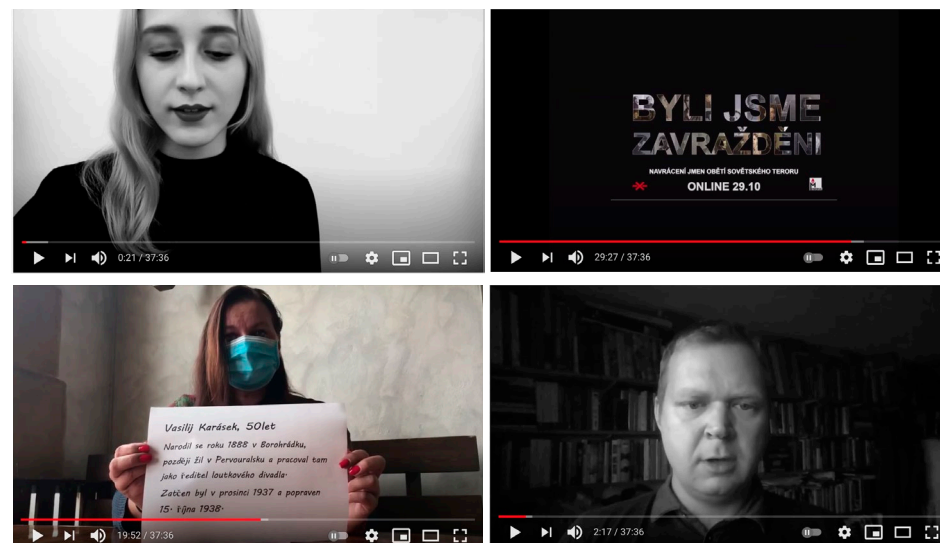 0:21 / 37:36
BYLI JSME
ZAVRAŽDĚNI
NAVRÁCENÍ JMEN OBĚTÍ SOVĚTSKÉHO TERORU
ONLINE 29.10
29:27 / 37:36
Vasilij Karásek, 50let
Narodil se roku 1888 v Borohrádku,
později žil v Pervouralsku a pracoval tam
jako ředitel loutkového divadla.
Zatčen byl v prosinci 1937 a popraven
15. října 1938.
19:52 / 37:36
2:17 / 37:36